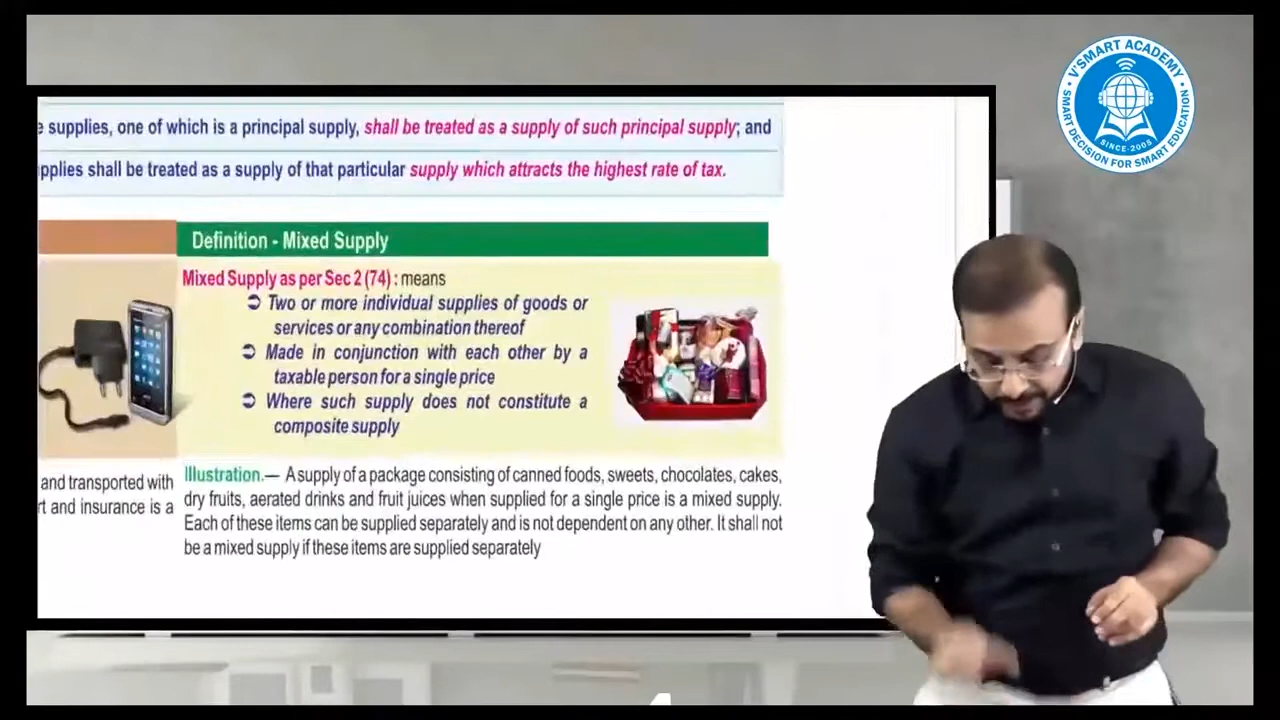 V'SMART ACADEMY
SMART DECISION FOR SMART EDUCATION
SINCE-2005
supplies, one of which is a principal supply, shall be treated as a supply of such principal supply; and
shall be treated as a supply of that particular supply which attracts the highest rate of tax.
Definition - Mixed Supply
Mixed Supply as per Sec 2 (74) : means
Two or more individual supplies of goods or
services or any combination thereof
Made in conjunction with each other by a
taxable person for a single price
Where such supply does not constitute a
composite supply
and transported with
rt and insurance is a
Illustration.— A supply of a package consisting of canned foods, sweets, chocolates, cakes,
dry fruits, aerated drinks and fruit juices when supplied for a single price is a mixed supply.
Each of these items can be supplied separately and is not dependent on any other. It shall not
be a mixed supply if these items are supplied separately